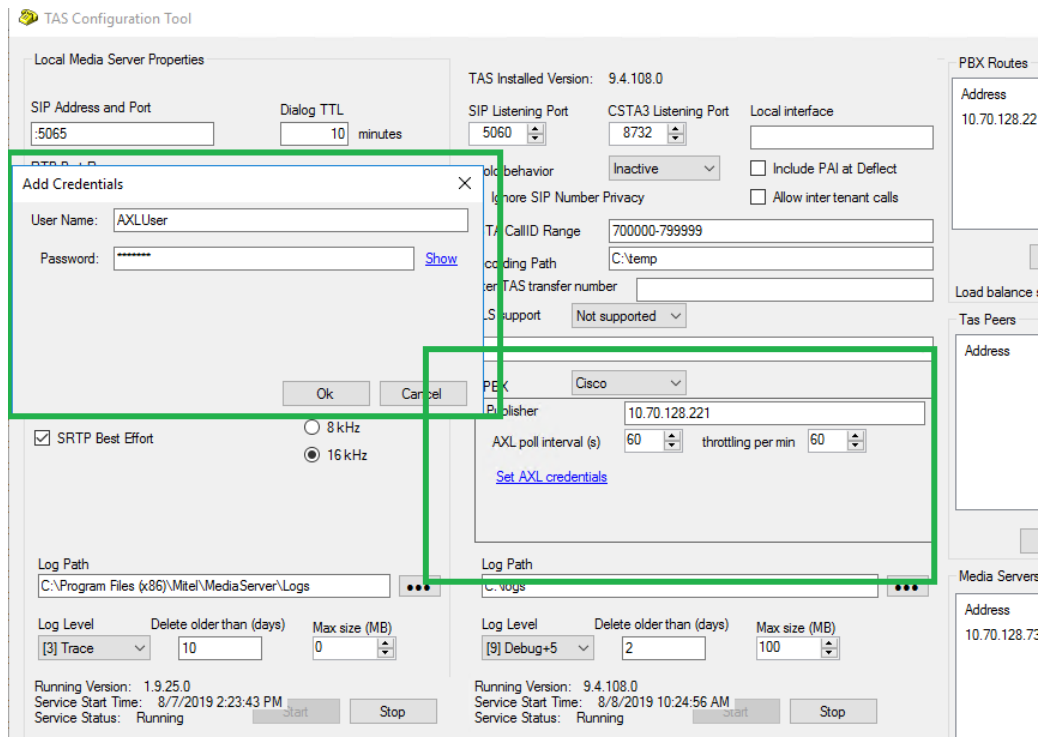 TAS Configuration Tool
Local Media Server Properties
SIP Address and Port
Dialog TTL
:5065
10 minutes
Add Credentials
User Name: AXLUser
Password: *******
Show
Ok
Cancel
SRTP Best Effort
8 kHz
16 kHz
Log Path
C:\Program Files (x86)\Mitel\MediaServer\Logs
•••
Log Level
Delete older than (days)
Max size (MB)
[3] Trace
10
0
Running Version: 1.9.25.0
Service Start Time: 8/7/2019 2:23:43 PM
Service Status: Running
Start
Stop
TAS Installed Version: 9.4.108.0
SIP Listening Port
CSTA3 Listening Port
Local interface
5060
8732
behavior
Inactive
Include PAI at Deflect
Ignore SIP Number Privacy
Allow inter tenant calls
CallID Range
700000-799999
Path
C:\temp
TAS transfer number
support
Not supported
PBX
Cisco
Publisher
10.70.128.221
AXL poll interval (s)
60
throttling per min
60
Set AXL credentials
Log Path
C:\logs
•••
Log Level
Delete older than (days)
Max size (MB)
[9] Debug+5
2
100
Running Version: 9.4.108.0
Service Start Time: 8/8/2019 10:24:56 AM
Service Status: Running
Start
Stop
PBX Routes
Address
10.70.128.22
Load balance
Tas Peers
Address
Media Servers
Address
10.70.128.73